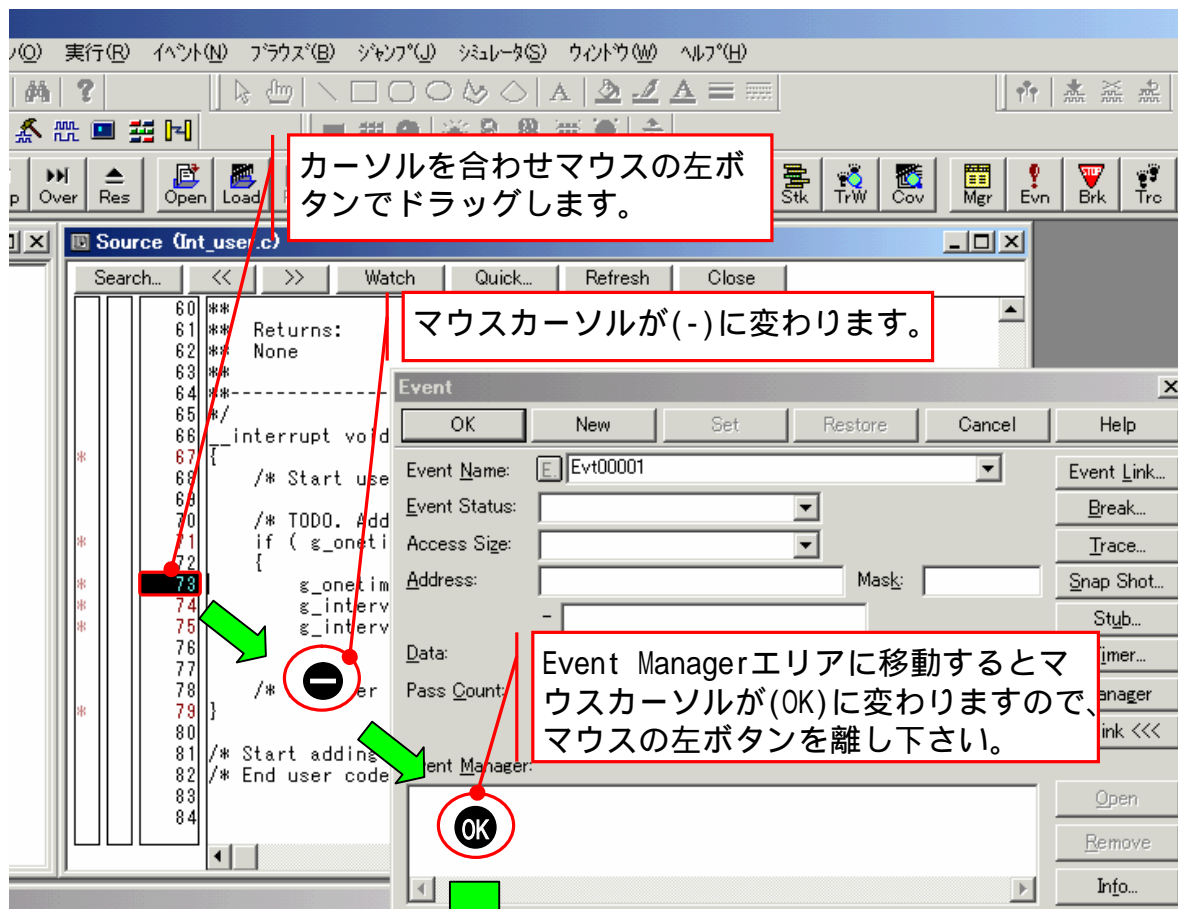 ン(O) 実行(R) イベント(N) ブラウズ(B) ジャンプ(J) シミュレータ(S) ウィンドウ(W) ヘルプ(H)
カーソルを合わせマウスの左ボ
タンでドラッグします。
p Over Res Open Load Stk TrW Cov Mgr Evn Brk Trc
Source (Int_user.c)
Search... << >> Watch Quick... Refresh Close
マウスカーソルが(-)に変わります。
60 **
61 ** Returns:
62 ** None
63 **
64 **---------------
65 */
66 __interrupt void
* 67 {
68 /* Start use
69
70 /* TODO. Add
* 71 if ( g_oneti
72 {
* 73 g_onetim
* 74 g_interv
* 75 g_interv
76
77
78 /* er
* 79 }
80
81 /* Start adding
82 /* End user code
83
84
Event
OK New Set Restore Cancel Help
Event Name: E. Evt00001 Event Link...
Event Status: Break...
Access Size: Trace...
Address: Mask: Snap Shot...
- Stub...
Data: imer...
Pass Count: anager
ink <<<
Event Managerエリアに移動するとマ
ウスカーソルが(OK)に変わりますので、
マウスの左ボタンを離し下さい。
ent Manager:
OK
Open
Remove
Info...